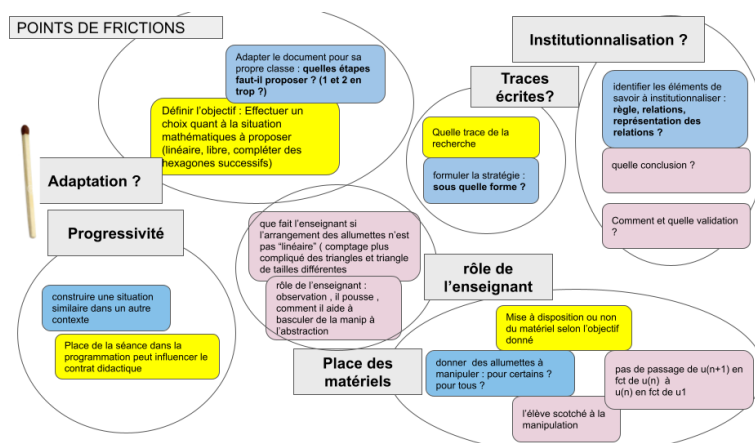 POINTS DE FRICTIONS
Adapter le document pour sa
propre classe : quelles étapes
faut-il proposer ? (1 et 2 en
trop ?)
Définir l'objectif : Effectuer un
choix quant à la situation
mathématiques à proposer
(linéaire, libre, compléter des
hexagones successifs)
Adaptation ?
Institutionnalisation ?
identifier les éléments de
savoir à institutionnaliser :
règle, relations,
représentation des
relations ?
quelle conclusion ?
Comment et quelle validation
?
Traces
écrites?
Quelle trace de la
recherche
formuler la stratégie :
sous quelle forme ?
Progressivité
construire une situation
similaire dans un autre
contexte
Place de la séance dans la
programmation peut influencer le
contrat didactique
que fait l'enseignant si
l'arrangement des allumettes n'est
pas "linéaire" ( comptage plus
compliqué des triangles et triangle
de tailles différentes
rôle de l'enseignant :
observation , il pousse ,
comment il aide à
basculer de la manip à
l'abstraction
rôle de
l'enseignant
Place des
matériels
Mise à disposition ou non
du matériel selon l'objectif
donné
donner des allumettes à
manipuler : pour certains ?
pour tous ?
pas de passage de u(n+1) en
fct de u(n) à
u(n) en fct de u1
l'élève scotché à la
manipulation